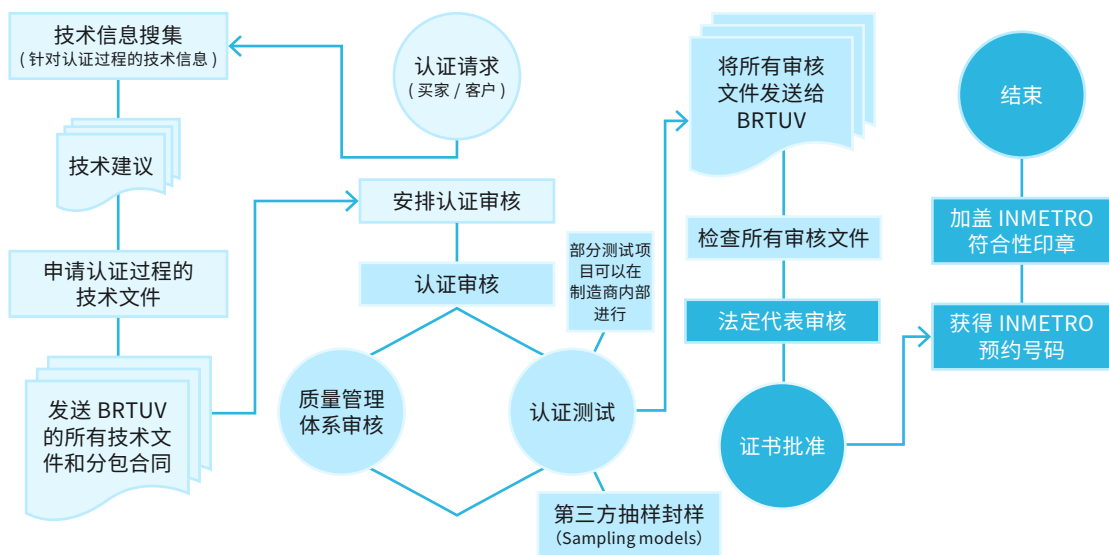 技术信息搜集
( 针对认证过程的技术信息 )
认证请求
( 买家 / 客户 )
技术建议
申请认证过程的
技术文件
发送 BRTUV
的所有技术文
件和分包合同
安排认证审核
认证审核
质量管理
体系审核
认证测试
部分测试项
目可以在
制造商内部
进行
第三方抽样封样
（Sampling models）
将所有审核
文件发送给
BRTUV
检查所有审核文件
法定代表审核
证书批准
获得 INMETRO
预约号码
加盖 INMETRO
符合性印章
结束